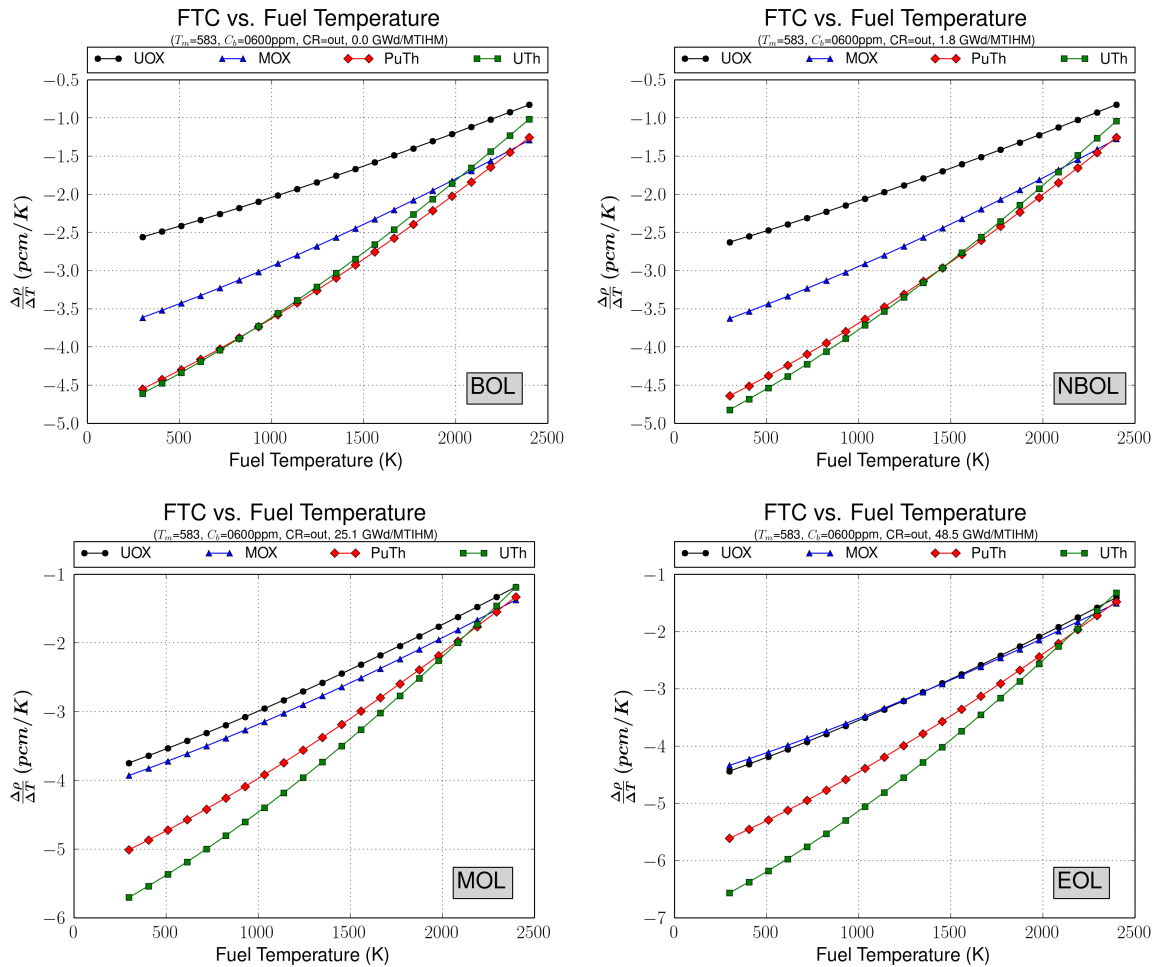 FTC vs. Fuel Temperature
(Tm=583, Cb=0600ppm, CR=out, 0.0 GWd/MTIHM)
UOX MOX PuTh UTh
−0.5
−1.0
−1.5
−2.0
−2.5
−3.0
−3.5
−4.0
−4.5
−5.0
Δρ/ΔT (pcm/K)
BOL
0 500 1000 1500 2000 2500
Fuel Temperature (K)
FTC vs. Fuel Temperature
(Tm=583, Cb=0600ppm, CR=out, 1.8 GWd/MTIHM)
UOX MOX PuTh UTh
−0.5
−1.0
−1.5
−2.0
−2.5
−3.0
−3.5
−4.0
−4.5
−5.0
Δρ/ΔT (pcm/K)
NBOL
0 500 1000 1500 2000 2500
Fuel Temperature (K)
FTC vs. Fuel Temperature
(Tm=583, Cb=0600ppm, CR=out, 25.1 GWd/MTIHM)
UOX MOX PuTh UTh
−1
−2
−3
−4
−5
−6
Δρ/ΔT (pcm/K)
MOL
0 500 1000 1500 2000 2500
Fuel Temperature (K)
FTC vs. Fuel Temperature
(Tm=583, Cb=0600ppm, CR=out, 48.5 GWd/MTIHM)
UOX MOX PuTh UTh
−1
−2
−3
−4
−5
−6
−7
Δρ/ΔT (pcm/K)
EOL
0 500 1000 1500 2000 2500
Fuel Temperature (K)